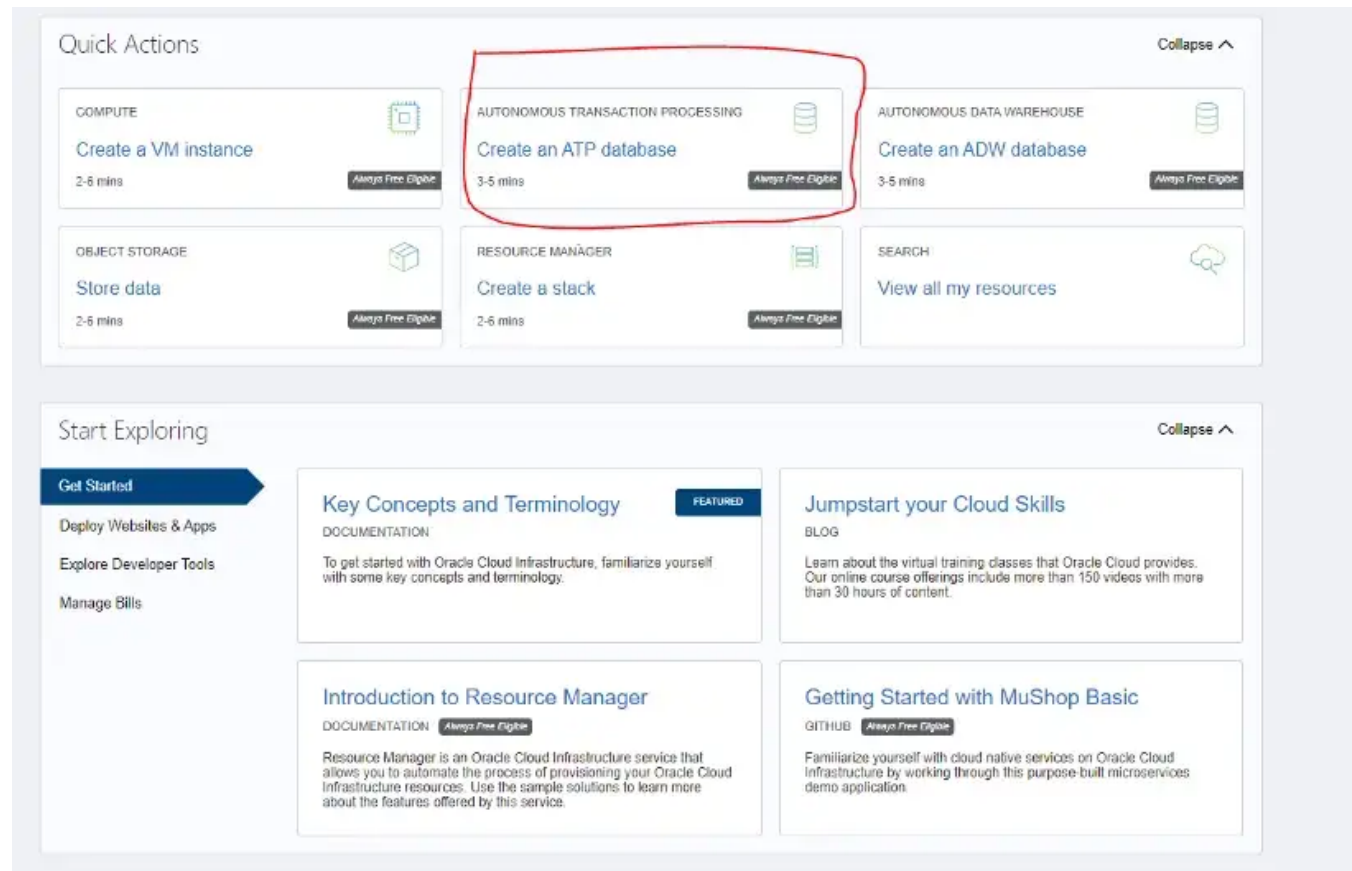 Quick Actions
Collapse
COMPUTE
Create a VM instance
2-6 mins
Always Free Eligible
AUTONOMOUS TRANSACTION PROCESSING
Create an ATP database
3-5 mins
Always Free Eligible
AUTONOMOUS DATA WAREHOUSE
Create an ADW database
3-5 mins
Always Free Eligible
OBJECT STORAGE
Store data
2-6 mins
Always Free Eligible
RESOURCE MANAGER
Create a stack
2-6 mins
Always Free Eligible
SEARCH
View all my resources
Start Exploring
Collapse
Get Started
Deploy Websites & Apps
Explore Developer Tools
Manage Bills
Key Concepts and Terminology
FEATURED
DOCUMENTATION
To get started with Oracle Cloud Infrastructure, familiarize yourself
with some key concepts and terminology.
Jumpstart your Cloud Skills
BLOG
Learn about the virtual training classes that Oracle Cloud provides.
Our online course offerings include more than 150 videos with more
than 30 hours of content.
Introduction to Resource Manager
DOCUMENTATION Always Free Eligible
Resource Manager is an Oracle Cloud Infrastructure service that
allows you to automate the process of provisioning your Oracle Cloud
Infrastructure resources. Use the sample solutions to learn more
about the features offered by this service.
Getting Started with MuShop Basic
GITHUB Always Free Eligible
Familiarize yourself with cloud native services on Oracle Cloud
Infrastructure by working through this purpose-built microservices
demo application.